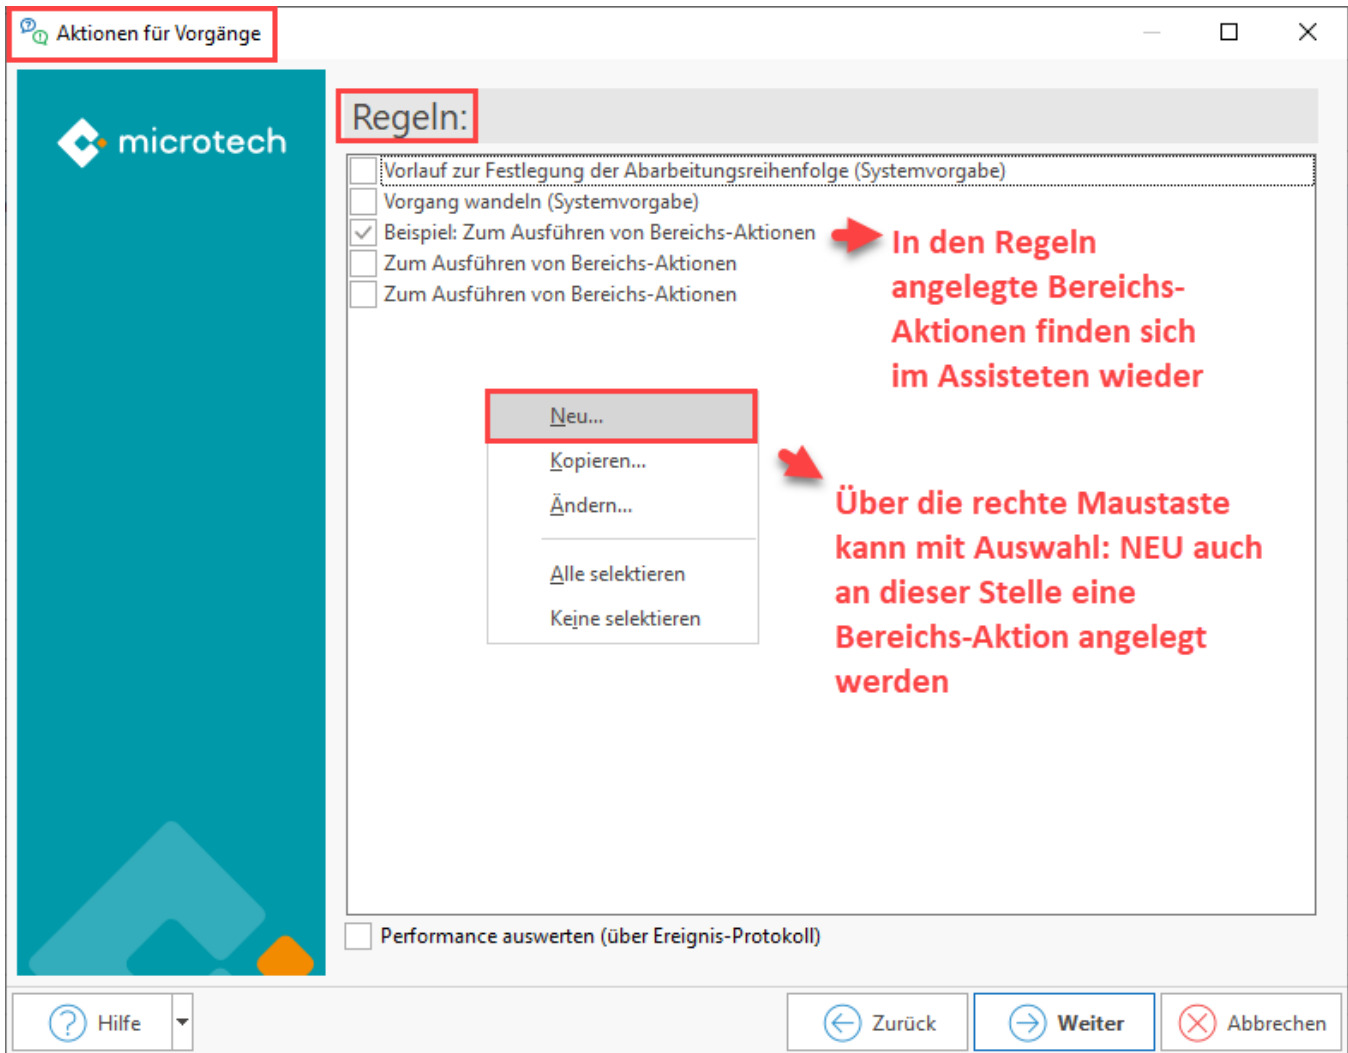 Aktionen für Vorgänge
microtech
Regeln:
Vorlauf zur Festlegung der Abarbeitungsreihenfolge (Systemvorgabe)
Vorgang wandeln (Systemvorgabe)
Beispiel: Zum Ausführen von Bereichs-Aktionen
Zum Ausführen von Bereichs-Aktionen
Zum Ausführen von Bereichs-Aktionen
In den Regeln
angelegte Bereichs-
Aktionen finden sich
im Assisteten wieder
Neu...
Kopieren...
Ändern...
Alle selektieren
Keine selektieren
Über die rechte Maustaste
kann mit Auswahl: NEU auch
an dieser Stelle eine
Bereichs-Aktion angelegt
werden
Performance auswerten (über Ereignis-Protokoll)
Hilfe
Zurück
Weiter
Abbrechen